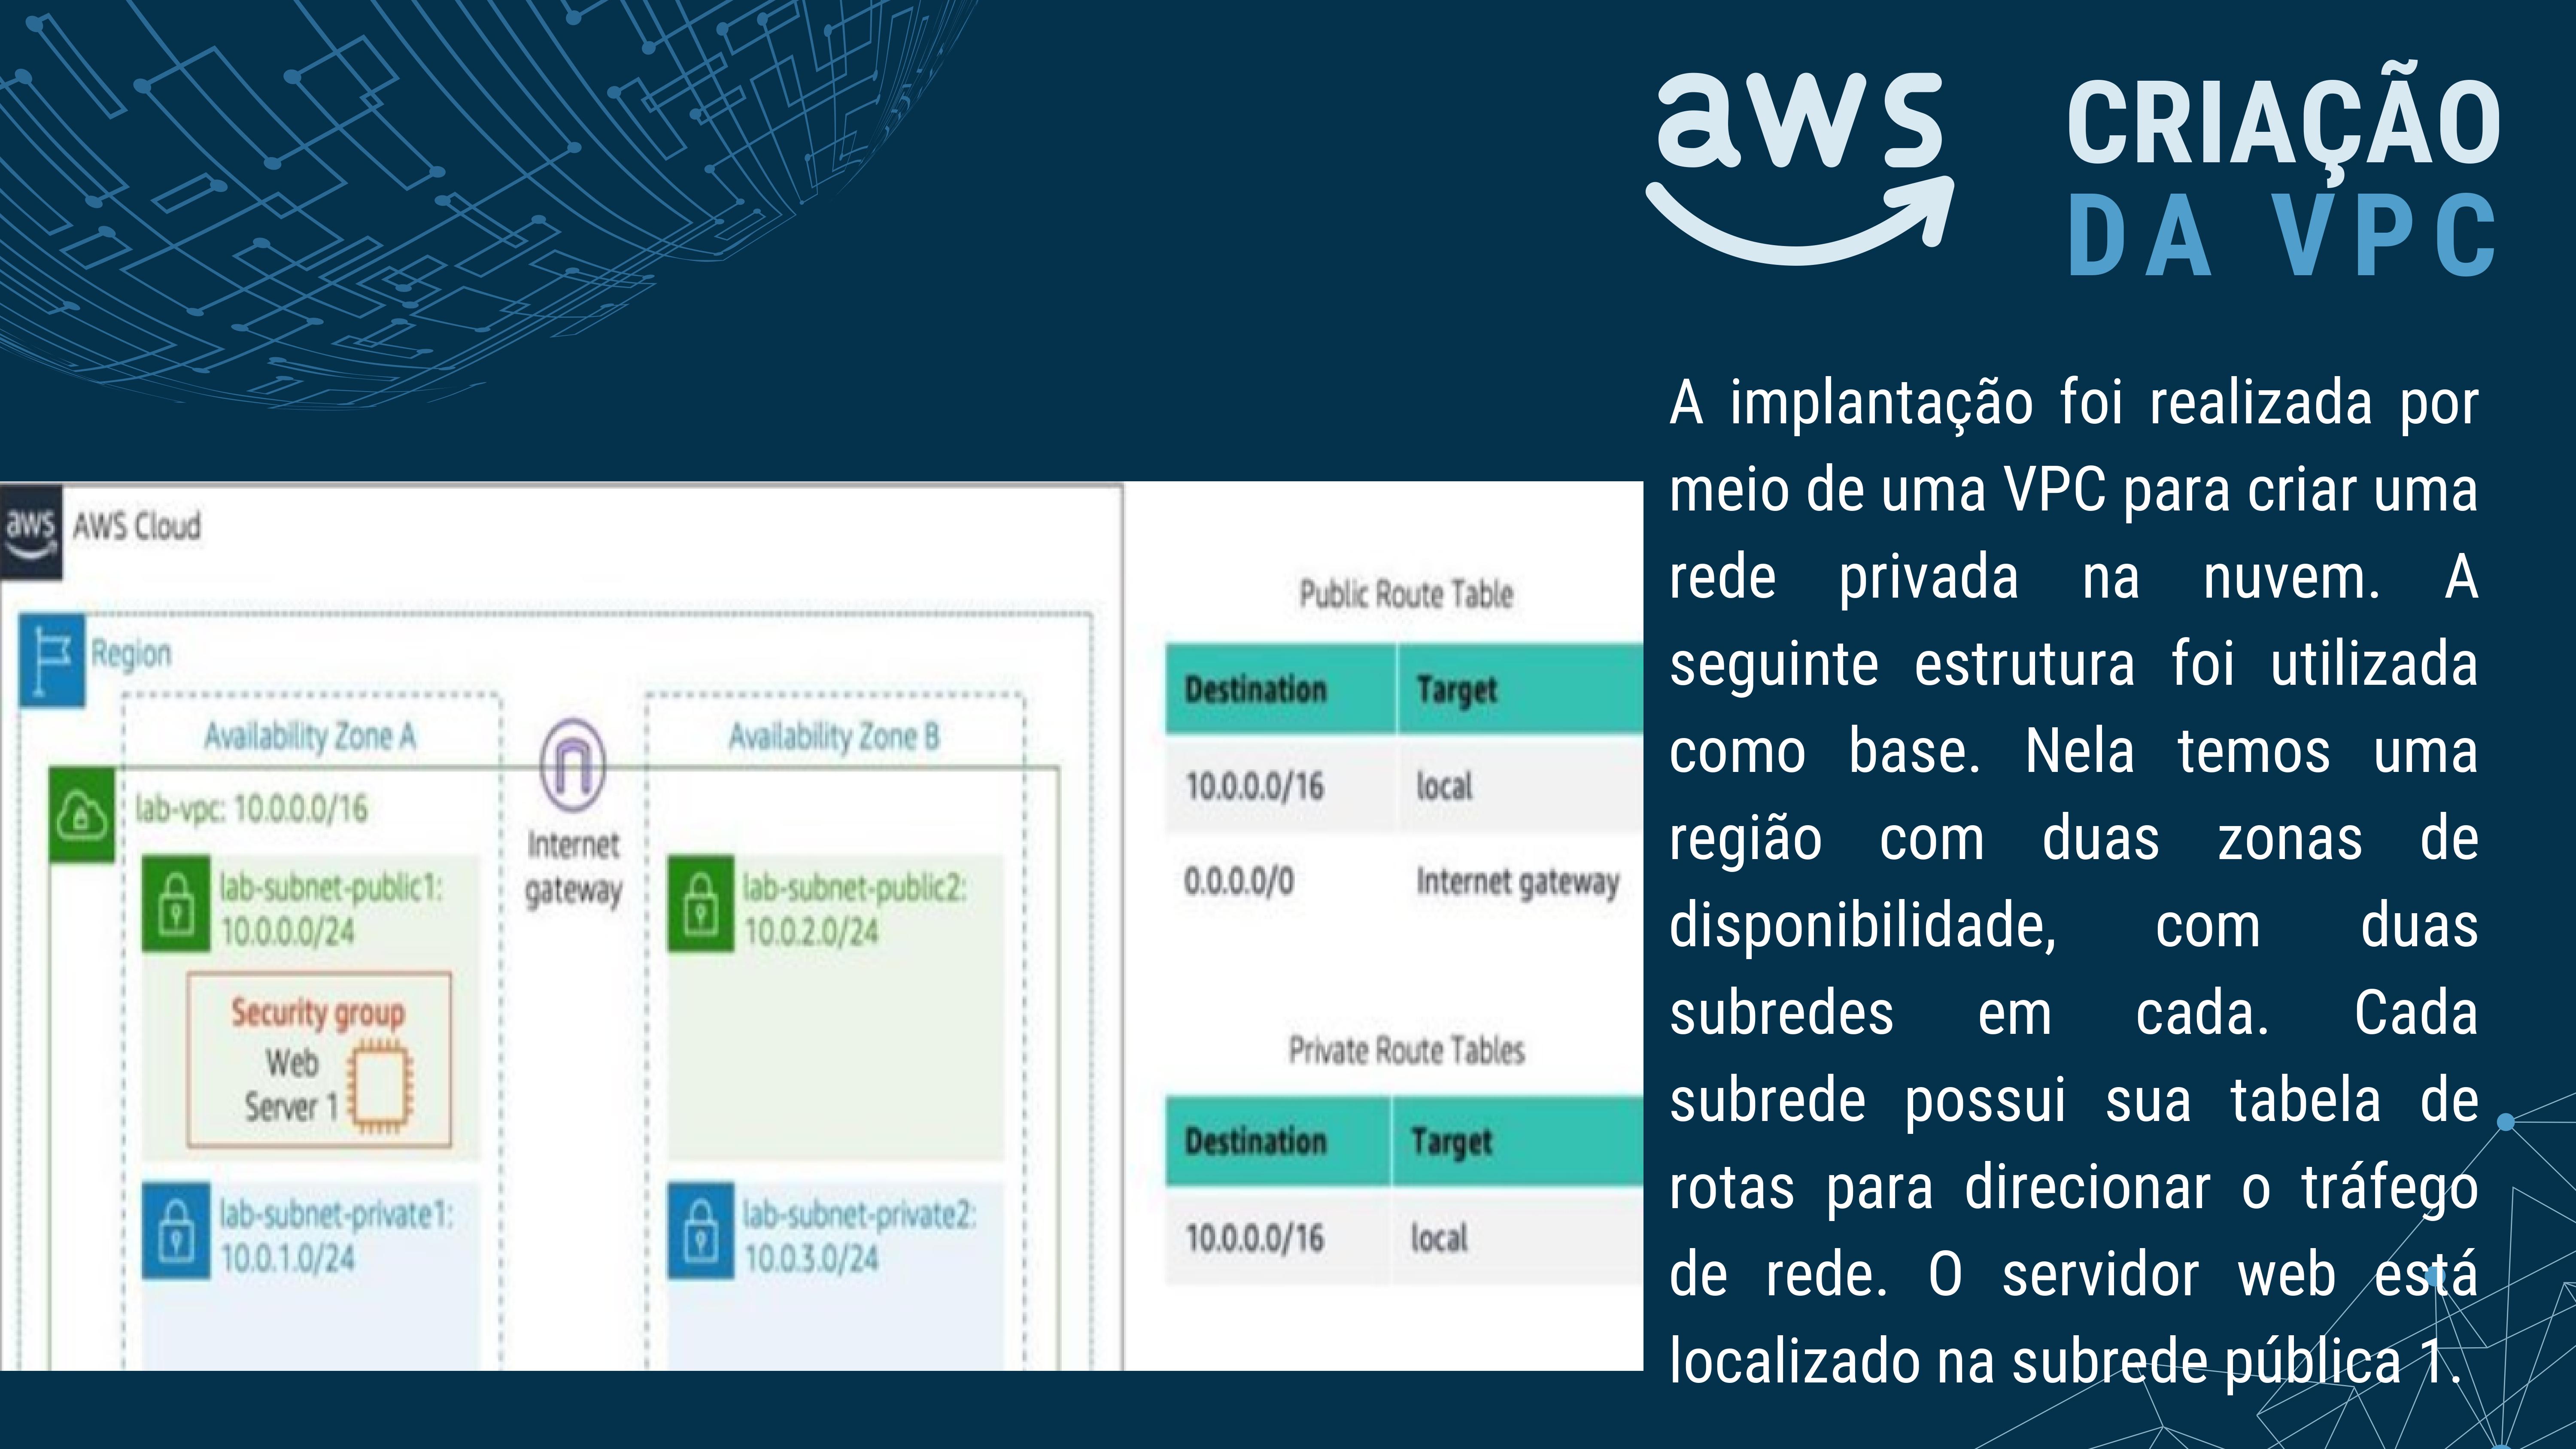 aws
CRIAÇÃO
DA VPC
A implantação foi realizada por
meio de uma VPC para criar uma
rede privada na nuvem. A
seguinte estrutura foi utilizada
como base. Nela temos uma
região com duas zonas de
disponibilidade, com duas
subredes em cada. Cada
subrede possui sua tabela de
rotas para direcionar o tráfego
de rede. O servidor web está
localizado na subrede pública 1.
aws
AWS Cloud
Region
Availability Zone A
Availability Zone B
lab-vpc: 10.0.0.0/16
Internet
gateway
lab-subnet-public1:
10.0.0.0/24
Security group
Web
Server 1
lab-subnet-public2:
10.0.2.0/24
lab-subnet-private1:
10.0.1.0/24
lab-subnet-private2:
10.0.3.0/24
Public Route Table
Destination Target
10.0.0.0/16 local
0.0.0.0/0 Internet gateway
Private Route Tables
Destination Target
10.0.0.0/16 local